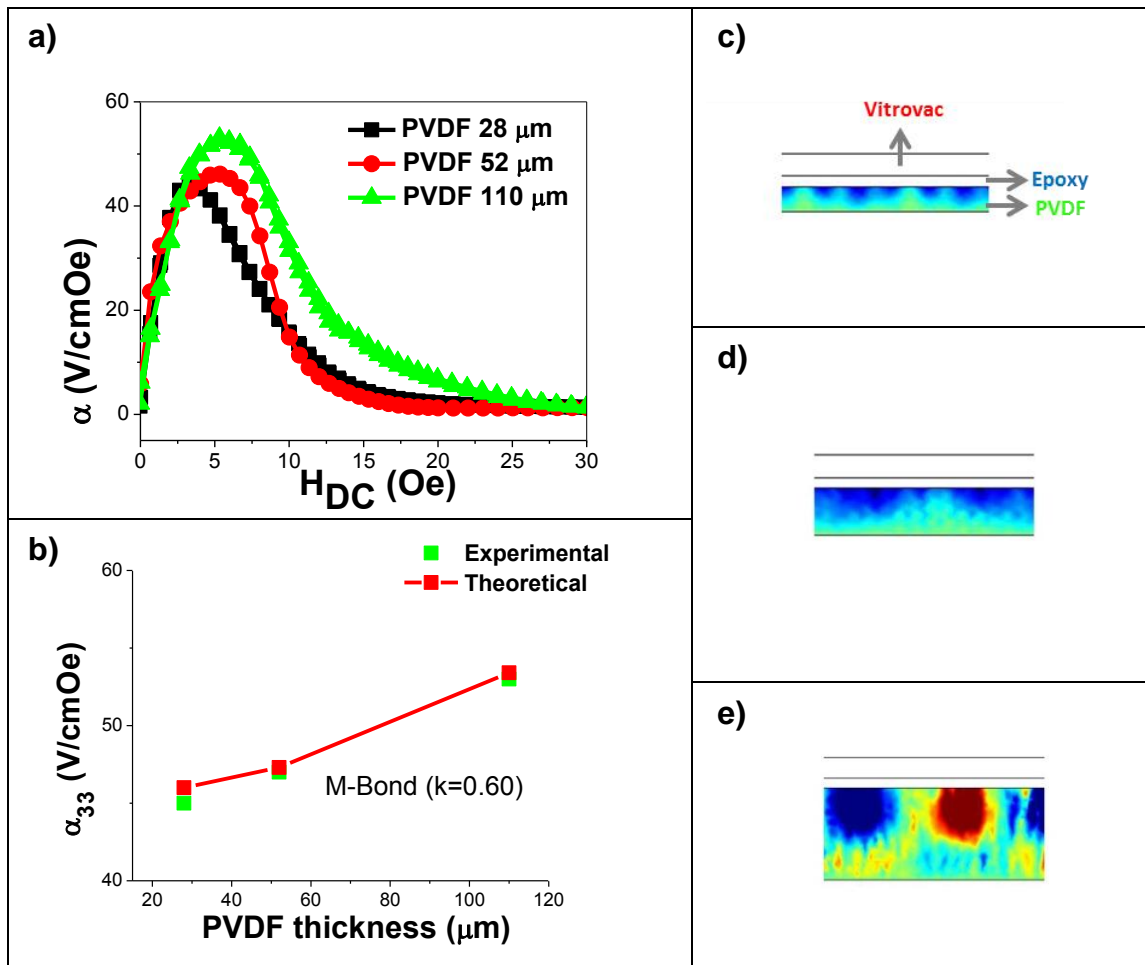 a)
60
40
20
0
α (V/cmOe)
PVDF 28 μm
PVDF 52 μm
PVDF 110 μm
0 5 10 15 20 25 30
H_DC (Oe)
b)
Experimental
Theoretical
60
50
40
α_33 (V/cmOe)
M-Bond (k=0.60)
20 40 60 80 100 120
PVDF thickness (μm)
c)
Vitrovac
Epoxy
PVDF
d)
e)